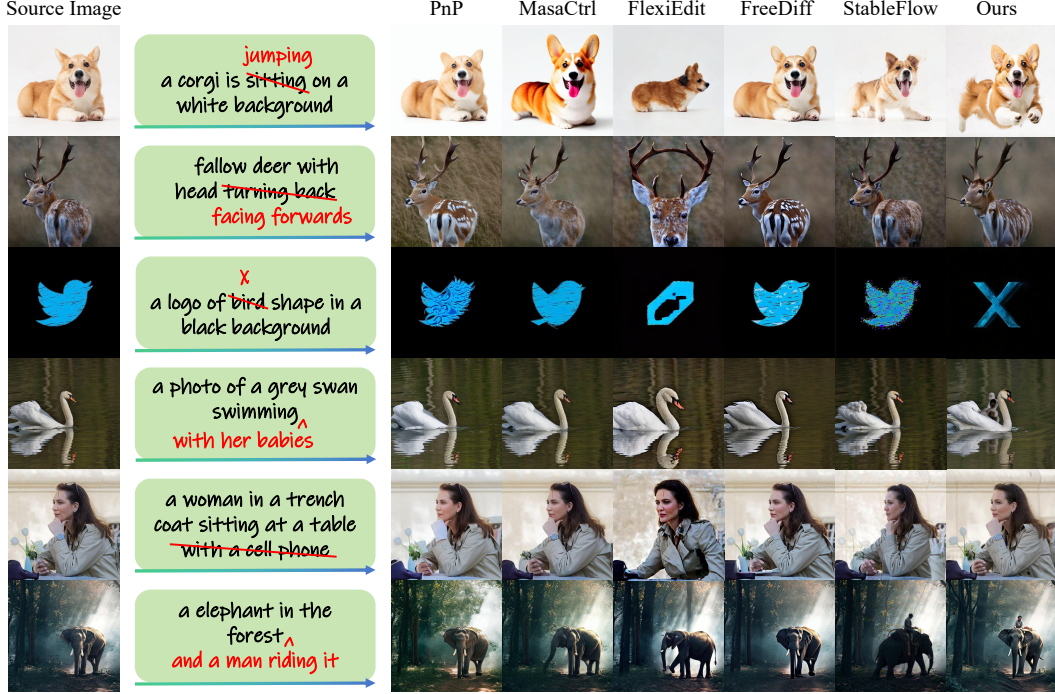 Source Image
PnP
MasaCtrl
FlexiEdit
FreeDiff
StableFlow
Ours
jumping
a corgi is sitting on a
white background
fallow deer with
head turning back
facing forwards
X
a logo of bird shape in a
black background
a photo of a grey swan
swimming^
with her babies
a woman in a trench
coat sitting at a table
with a cell phone
a elephant in the
forest^
and a man riding it